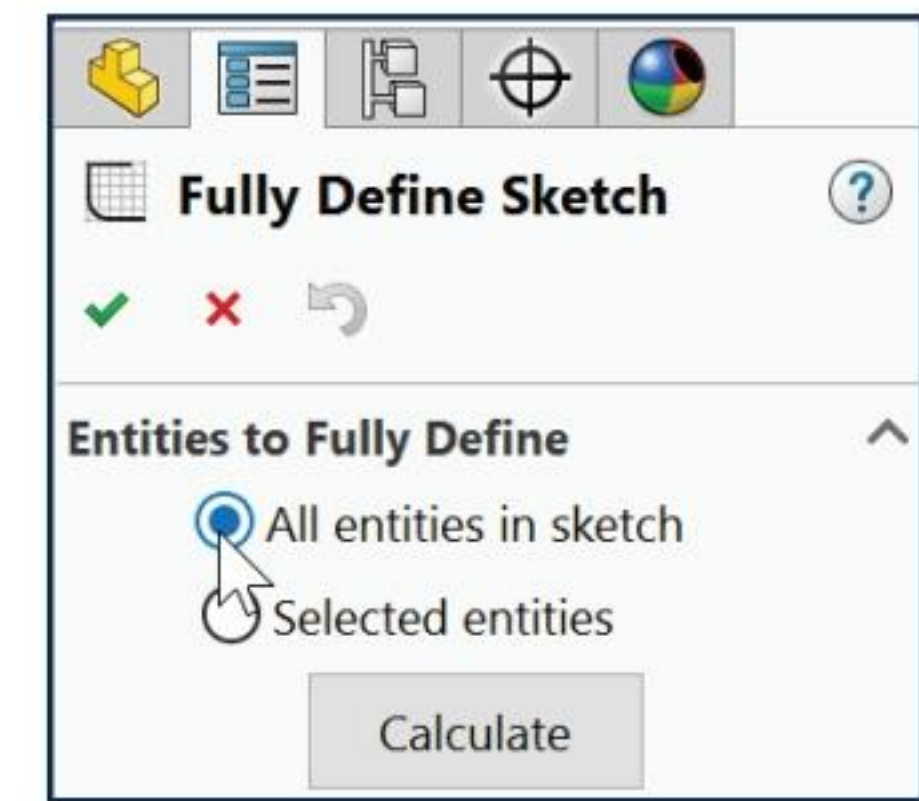 Fully Define Sketch
?
Entities to Fully Define
All entities in sketch
Selected entities
Calculate